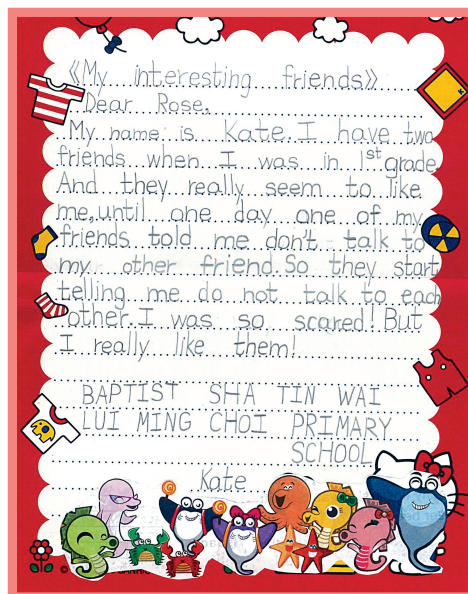 《My interesting friends》
Dear Rose,
My name is Kate. I have two
friends when I was in 1st grade
And they really seem to like
me, until one day one of my
friends told me don't talk to
my other friend. So they start
telling me do not talk to each
other. I was so scared! But
I really like them!
BAPTIST SHA TIN WAI
LUI MING CHOI PRIMARY
SCHOOL
Kate